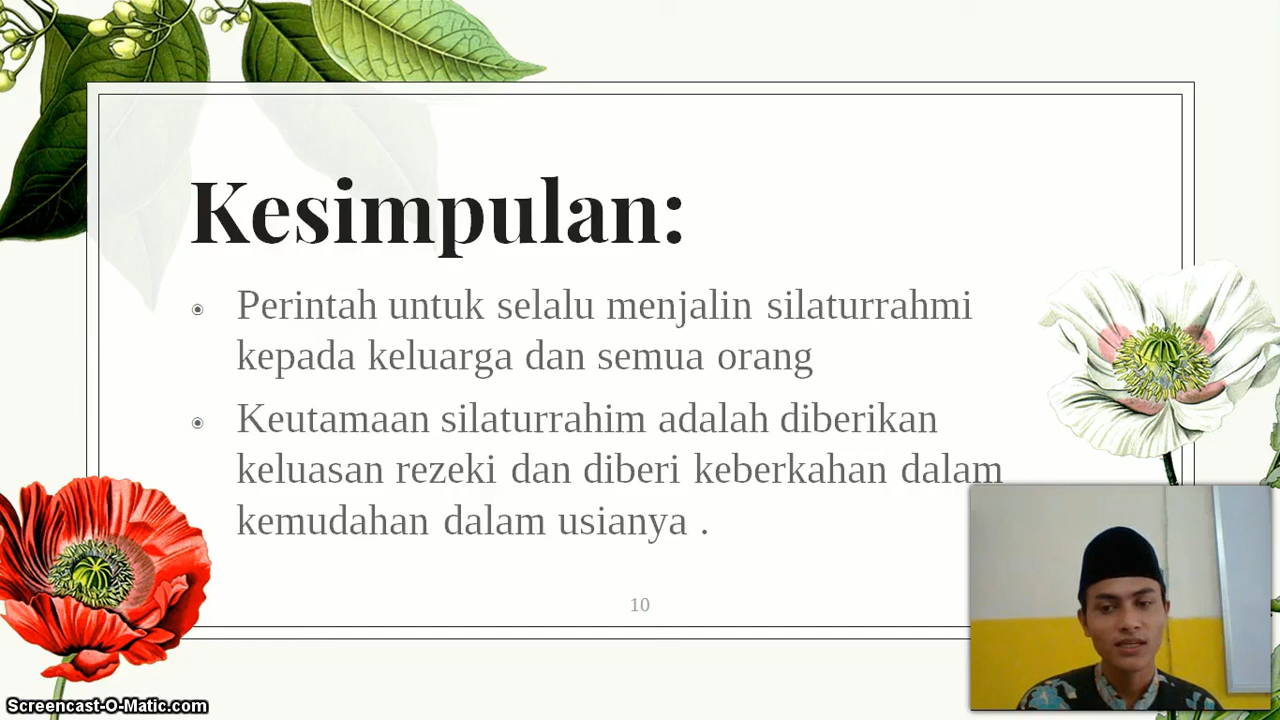 Kesimpulan:
Perintah untuk selalu menjalin silaturrahmi
kepada keluarga dan semua orang
Keutamaan silaturrahim adalah diberikan
keluasan rezeki dan diberi keberkahan dalam
kemudahan dalam usianya .
10
Screencast-O-Matic.com